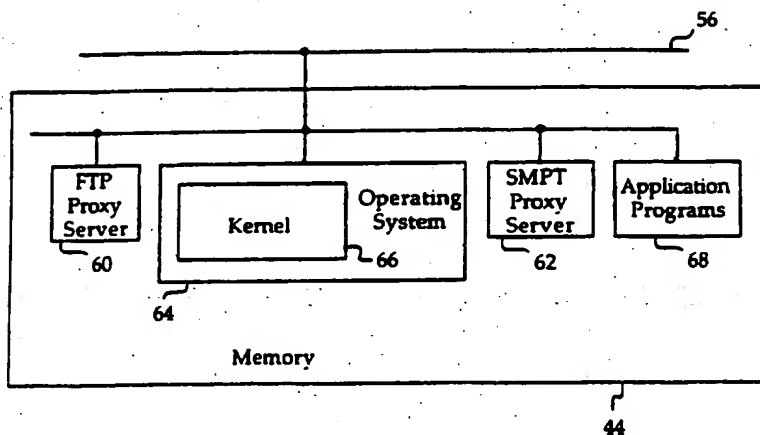 56
FTP
Proxy
Server
60
Kernel
66
Operating
System
64
SMPT
Proxy
Server
62
Application
Programs
68
Memory
44